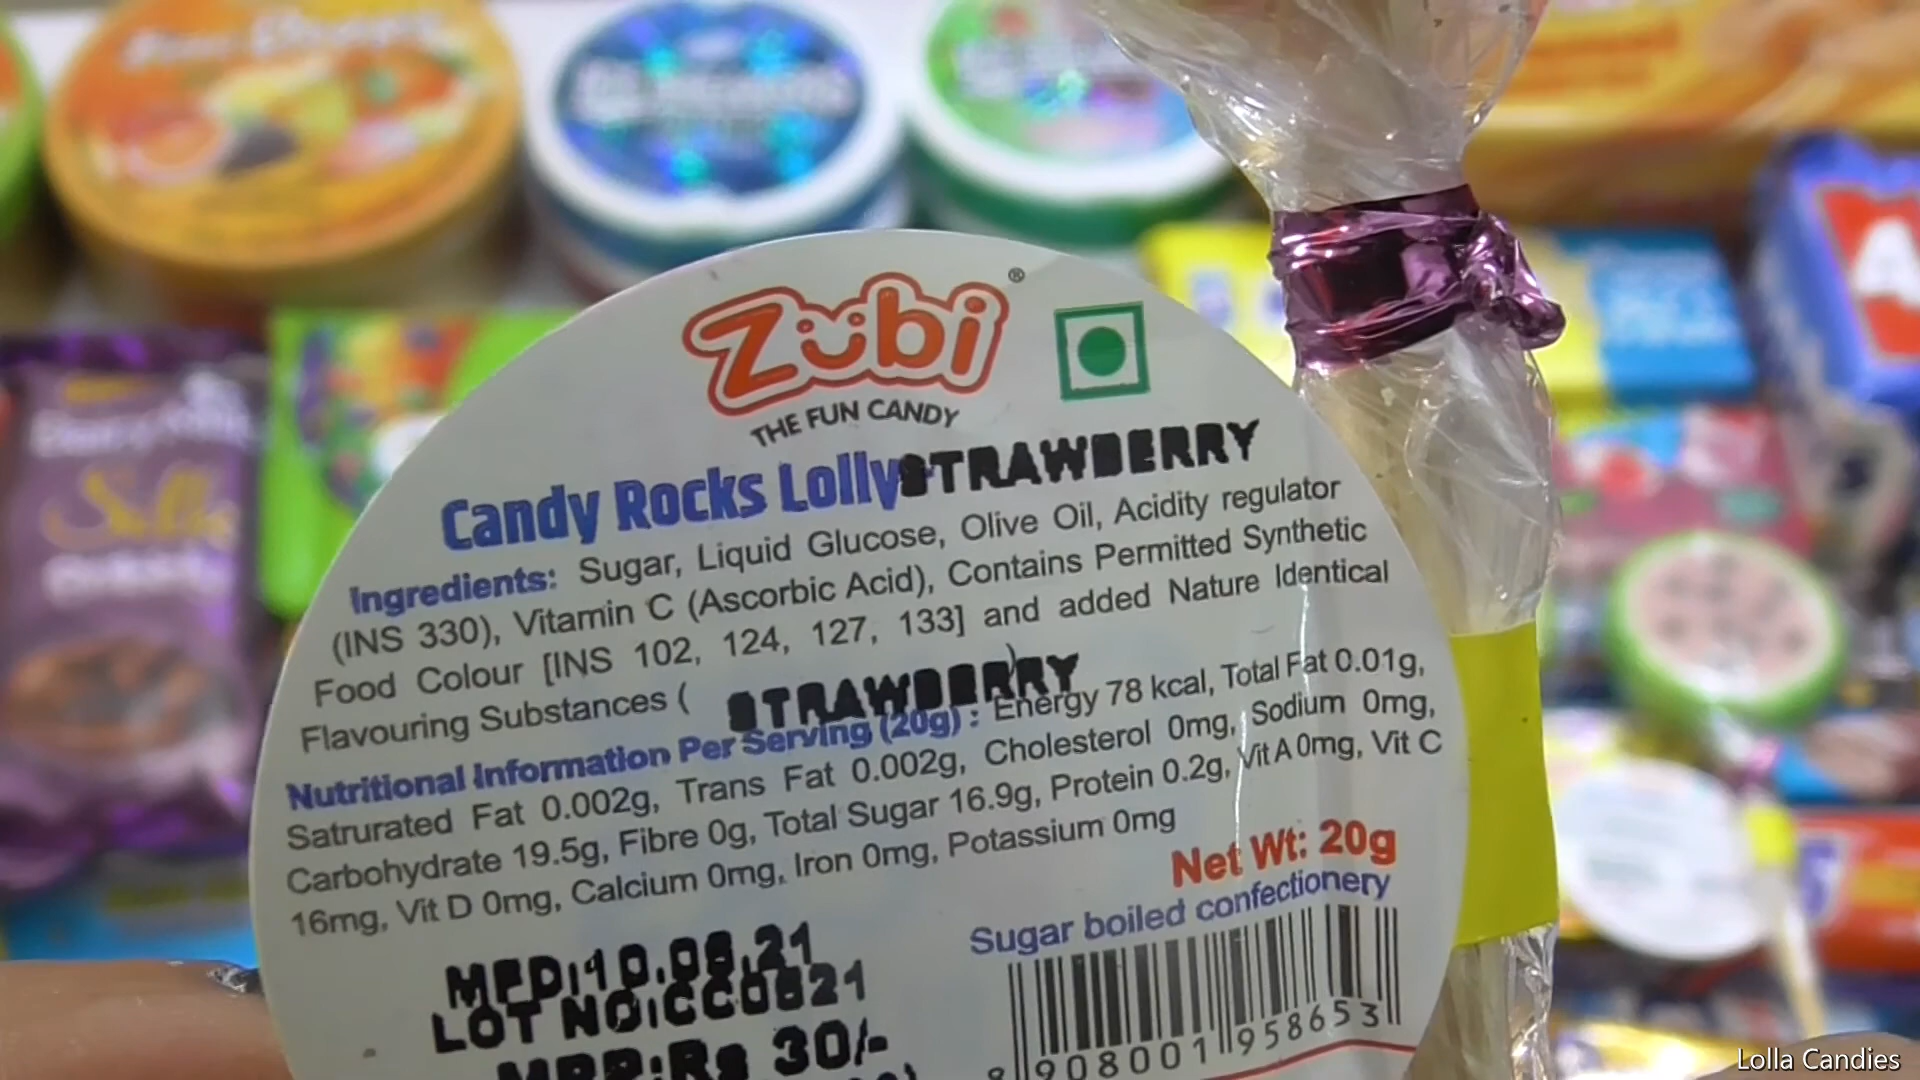 Zubi®
THE FUN CANDY
Candy Rocks Lolly STRAWBERRY
Ingredients: Sugar, Liquid Glucose, Olive Oil, Acidity regulator
(INS 330), Vitamin C (Ascorbic Acid), Contains Permitted Synthetic
Food Colour [INS 102, 124, 127, 133] and added Nature Identical
Flavouring Substances ( STRAWBERRY )
Nutritional Information Per Serving (20g) : Energy 78 kcal, Total Fat 0.01g,
Satrurated Fat 0.002g, Trans Fat 0.002g, Cholesterol 0mg, Sodium 0mg,
Carbohydrate 19.5g, Fibre 0g, Total Sugar 16.9g, Protein 0.2g, Vit A 0mg, Vit C
16mg, Vit D 0mg, Calcium 0mg, Iron 0mg, Potassium 0mg
Net Wt: 20g
Sugar boiled confectionery
MFD:10.08.21
LOT NO:CC0821
MRP:Rs 30/-
8 908001 958653
Silk
Lolla Candies